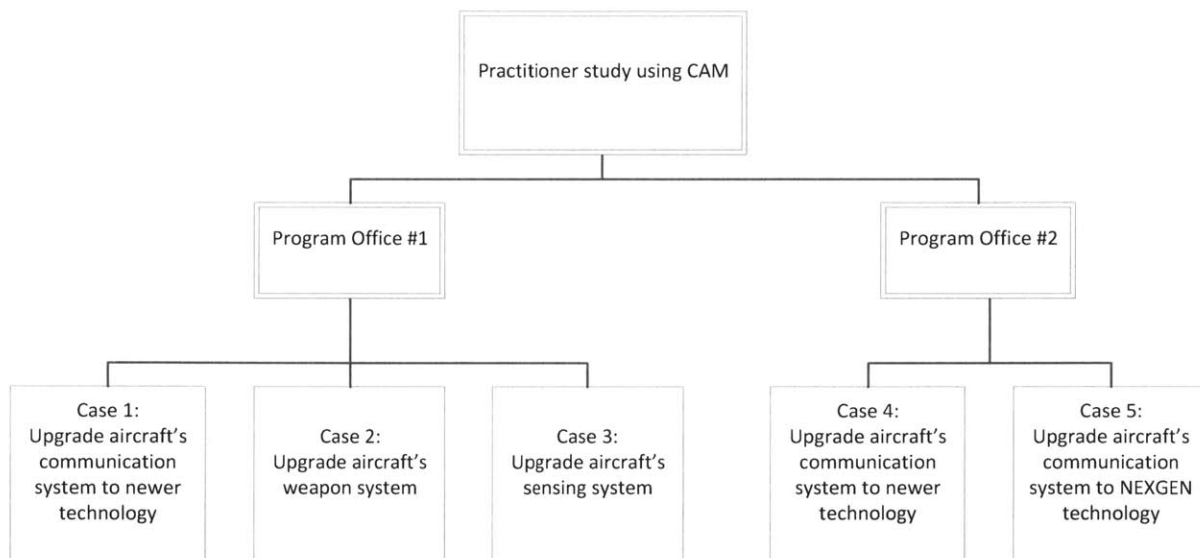 Practitioner study using CAM
Program Office #1
Program Office #2
Case 1:
Upgrade aircraft's
communication
system to newer
technology
Case 2:
Upgrade aircraft's
weapon system
Case 3:
Upgrade aircraft's
sensing system
Case 4:
Upgrade aircraft's
communication
system to newer
technology
Case 5:
Upgrade aircraft's
communication
system to NEXGEN
technology